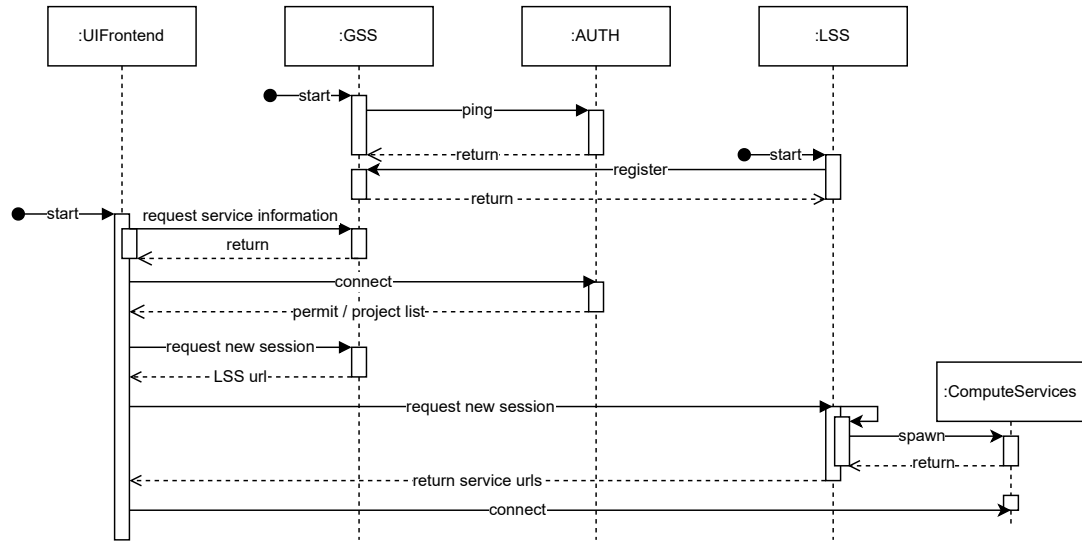 :UIFrontend
:GSS
:AUTH
:LSS
start
ping
return
start
register
return
start
request service information
return
connect
permit / project list
request new session
LSS url
:ComputeServices
request new session
spawn
return
return service urls
connect